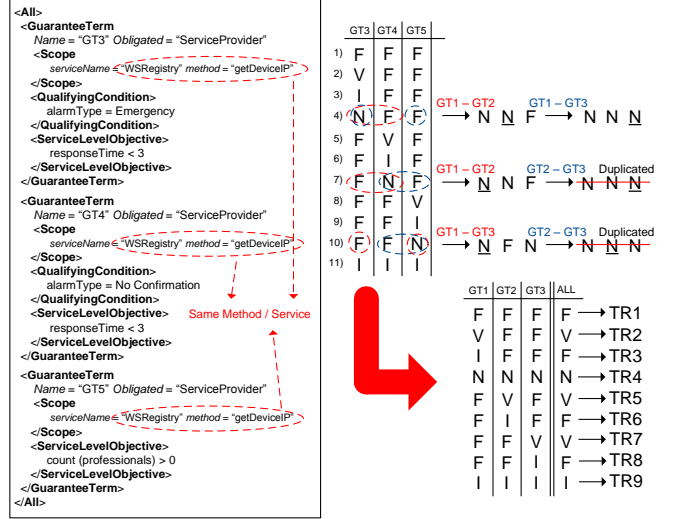 <All>
<GuaranteeTerm>
Name = “GT3” Obligated = “ServiceProvider”
<Scope
serviceName = “WSRegistry” method = “getDeviceIP”
</Scope>
<QualifyingCondition>
alarmType = Emergency
</QualifyingCondition>
<ServiceLevelObjective>
responseTime < 3
</ServiceLevelObjective>
</GuaranteeTerm>
<GuaranteeTerm
Name = “GT4” Obligated = “ServiceProvider”
<Scope
serviceName = “WSRegistry” method = “getDeviceIP”
</Scope>
<QualifyingCondition>
alarmType = No Confirmation
</QualifyingCondition>
<ServiceLevelObjective>
responseTime < 3
</ServiceLevelObjective>
</GuaranteeTerm>
Same Method / Service
<GuaranteeTerm
Name = “GT5” Obligated = “ServiceProvider”
<Scope
serviceName = “WSRegistry” method = “getDeviceIP”
</Scope>
<ServiceLevelObjective>
count (professionals) > 0
</ServiceLevelObjective>
</GuaranteeTerm>
</All>
GT3 GT4 GT5
1) F F F
2) V F F
3) I F F
4) N F F GT1 – GT2 N N F GT1 – GT3 N N N
5) F V F
6) F I F
7) F N F GT1 – GT2 N N F GT2 – GT3 Duplicated N N N
8) F F V
9) F F I
10) F F N GT1 – GT3 N F N GT2 – GT3 Duplicated N N N
11) I I I
GT1 GT2 GT3 ALL
F F F F TR1
V F F V TR2
I F F F TR3
N N N N TR4
F V F V TR5
F I F F TR6
F F V V TR7
F F I F TR8
I I I I TR9